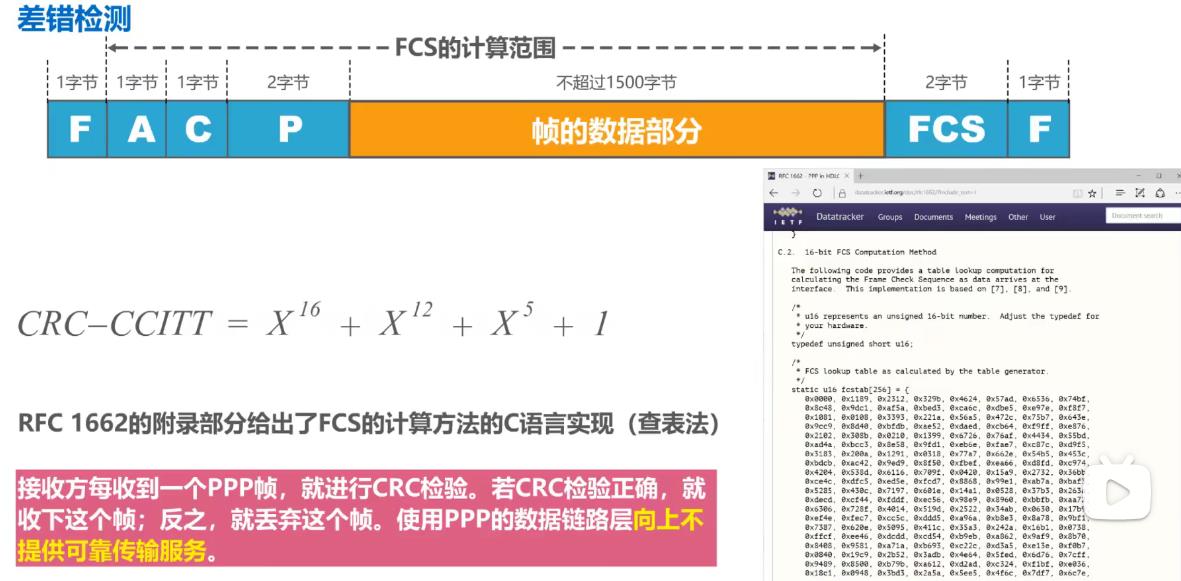 差错检测
FCS的计算范围
1字节 1字节 1字节 2字节 不超过1500字节 2字节 1字节
F A C P 帧的数据部分 FCS F
CRC–CCITT = X^16 + X^12 + X^5 + 1
RFC 1662的附录部分给出了FCS的计算方法的C语言实现（查表法）
接收方每收到一个PPP帧，就进行CRC检验。若CRC检验正确，就
收下这个帧；反之，就丢弃这个帧。使用PPP的数据链路层向上不
提供可靠传输服务。
RFC 1662 - PPP in HDLC
IETF Datatracker Groups Documents Meetings Other User Document search
}
C.2. 16-bit FCS Computation Method
The following code provides a table lookup computation for
calculating the Frame Check Sequence as data arrives at the
interface. This implementation is based on [7], [8], and [9].
/*
* u16 represents an unsigned 16-bit number. Adjust the typedef for
* your hardware.
*/
typedef unsigned short u16;
/*
* FCS lookup table as calculated by the table generator.
*/
static u16 fcstab[256] = {
0x0000, 0x1189, 0x2312, 0x329b, 0x4624, 0x57ad, 0x6536, 0x74bf,
0x8c48, 0x9dc1, 0xaf5a, 0xbed3, 0xca6c, 0xdbe5, 0xe97e, 0xf8f7,
0x1081, 0x0108, 0x3393, 0x221a, 0x56a5, 0x472c, 0x75b7, 0x643e,
0x9cc9, 0x8d40, 0xbfdb, 0xae52, 0xdaed, 0xcb64, 0xf9ff, 0xe876,
0x2102, 0x308b, 0x0210, 0x1399, 0x6726, 0x76af, 0x4434, 0x55bd,
0xad4a, 0xbcc3, 0x8e58, 0x9fd1, 0xeb6e, 0xfae7, 0xc87c, 0xd9f5,
0x3183, 0x200a, 0x1291, 0x0318, 0x77a7, 0x662e, 0x54b5, 0x453c,
0xbdcb, 0xac42, 0x9ed9, 0x8f50, 0xfbef, 0xea66, 0xd8fd, 0xc974,
0x4204, 0x538d, 0x6116, 0x709f, 0x0420, 0x15a9, 0x2732, 0x36bb
0xce4c, 0xdfc5, 0xed5e, 0xfcd7, 0x8868, 0x99e1, 0xab7a, 0xbaf3
0x5285, 0x430c, 0x7197, 0x601e, 0x14a1, 0x0528, 0x37b3,
0xdecd, 0xcf44, 0xfddf, 0xec56, 0x98e9, 0x8960, 0xbbfb,
0x6306, 0x728f, 0x4014, 0x519d, 0x2522, 0x34ab, 0x0630, 0x17b9
0xef4e, 0xfec7, 0xcc5c, 0xddd5, 0xa96a, 0xb8e3, 0x8a78, 0x9bf1
0x7387, 0x620e, 0x5095, 0x411c, 0x35a3, 0x242a, 0x16b1, 0x0738,
0xffcf, 0xee46, 0xdcdd, 0xcd54, 0xb9eb, 0xa862, 0x9af9, 0x8b70,
0x8408, 0x9581, 0xa71a, 0xb693, 0xc22c, 0xd3a5, 0xe13e, 0xf0b7,
0x0840, 0x19c9, 0x2b52, 0x3adb, 0x4e64, 0x5fed, 0x6d76, 0x7cff,
0x9489, 0x8500, 0xb79b, 0xa612, 0xd2ad, 0xc324, 0xf1bf, 0xe036,
0x18c1, 0x0948, 0x3bd3, 0x2a5a, 0x5ee5, 0x4f6c, 0x7df7, 0x6c7e,